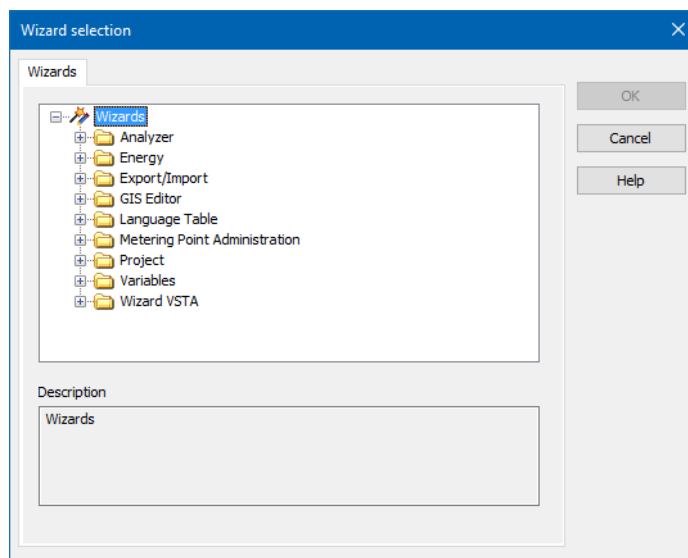 Wizard selection
Wizards
Wizards
Analyzer
Energy
Export/Import
GIS Editor
Language Table
Metering Point Administration
Project
Variables
Wizard VSTA
Description
Wizards
OK
Cancel
Help